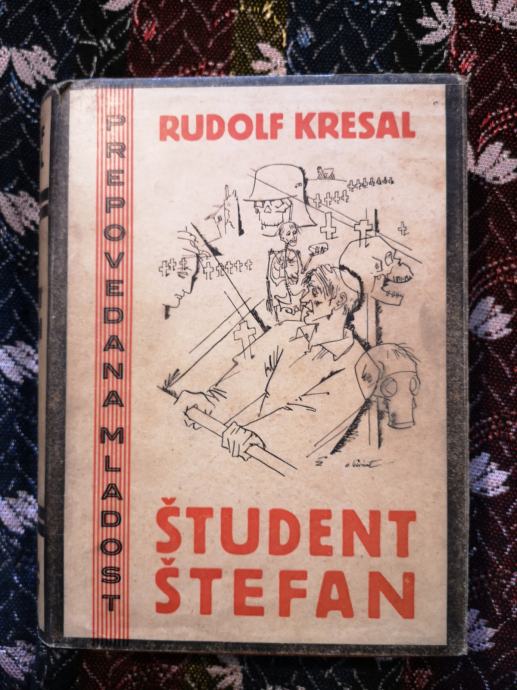 RUDOLF KRESAL
PREPOVEDANA MLADOST
ŠTUDENT
ŠTEFAN